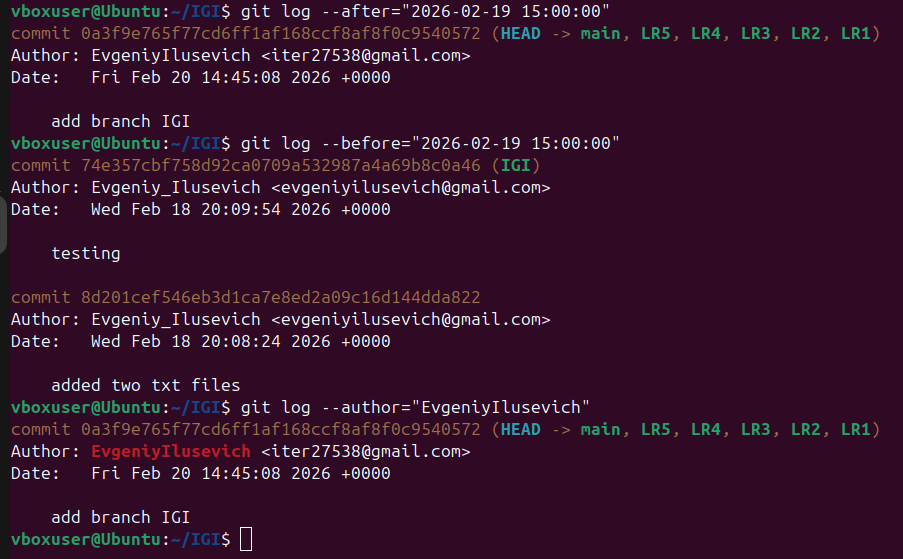 vboxuser@Ubuntu:~/IGI$ git log --after="2026-02-19 15:00:00"
commit 0a3f9e765f77cd6ff1af168ccf8af8f0c9540572 (HEAD -> main, LR5, LR4, LR3, LR2, LR1)
Author: EvgeniyIlusevich <iter27538@gmail.com>
Date:   Fri Feb 20 14:45:08 2026 +0000

    add branch IGI
vboxuser@Ubuntu:~/IGI$ git log --before="2026-02-19 15:00:00"
commit 74e357cbf758d92ca0709a532987a4a69b8c0a46 (IGI)
Author: Evgeniy_Ilusevich <evgeniyilusevich@gmail.com>
Date:   Wed Feb 18 20:09:54 2026 +0000

    testing

commit 8d201cef546eb3d1ca7e8ed2a09c16d144dda822
Author: Evgeniy_Ilusevich <evgeniyilusevich@gmail.com>
Date:   Wed Feb 18 20:08:24 2026 +0000

    added two txt files
vboxuser@Ubuntu:~/IGI$ git log --author="EvgeniyIlusevich"
commit 0a3f9e765f77cd6ff1af168ccf8af8f0c9540572 (HEAD -> main, LR5, LR4, LR3, LR2, LR1)
Author: EvgeniyIlusevich <iter27538@gmail.com>
Date:   Fri Feb 20 14:45:08 2026 +0000

    add branch IGI
vboxuser@Ubuntu:~/IGI$